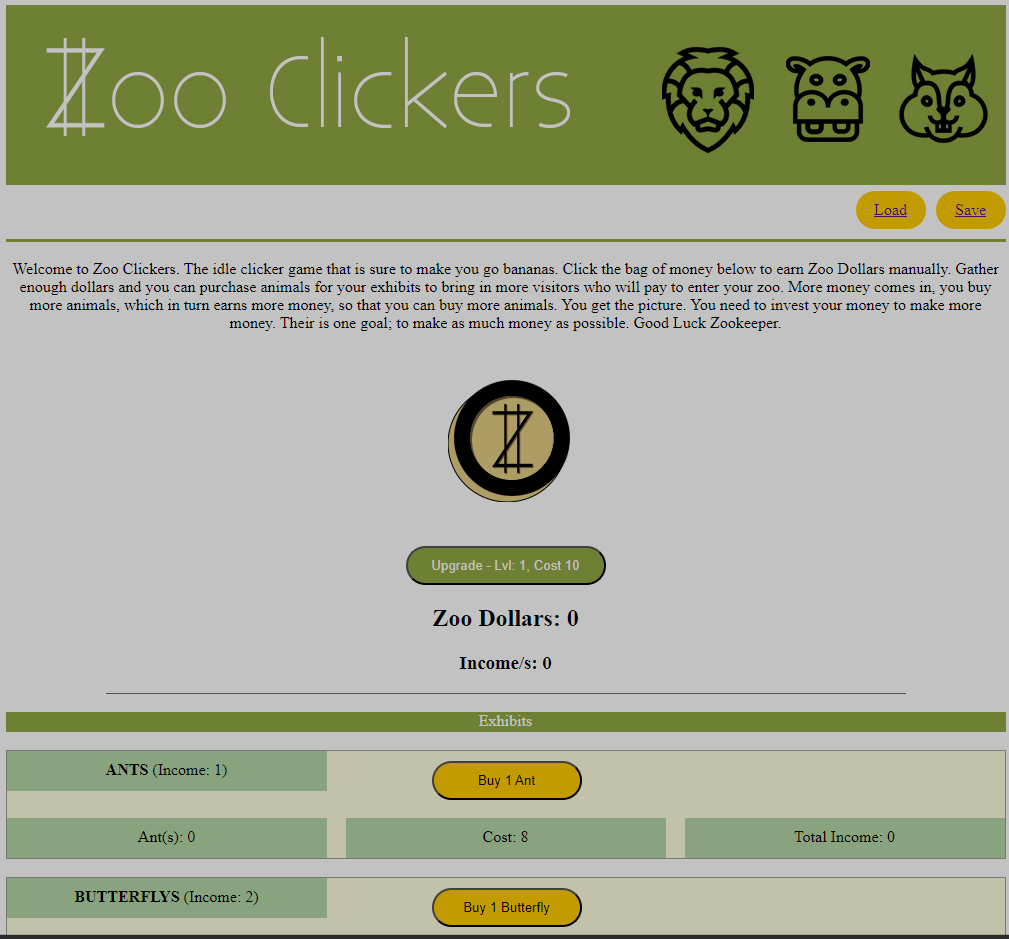 Zoo Clickers
Load Save
Welcome to Zoo Clickers. The idle clicker game that is sure to make you go bananas. Click the bag of money below to earn Zoo Dollars manually. Gather
enough dollars and you can purchase animals for your exhibits to bring in more visitors who will pay to enter your zoo. More money comes in, you buy
more animals, which in turn earns more money, so that you can buy more animals. You get the picture. You need to invest your money to make more
money. Their is one goal; to make as much money as possible. Good Luck Zookeeper.
Z
Upgrade - Lvl: 1, Cost 10
Zoo Dollars: 0
Income/s: 0
Exhibits
ANTS (Income: 1) Buy 1 Ant
Ant(s): 0 Cost: 8 Total Income: 0
BUTTERFLYS (Income: 2) Buy 1 Butterfly